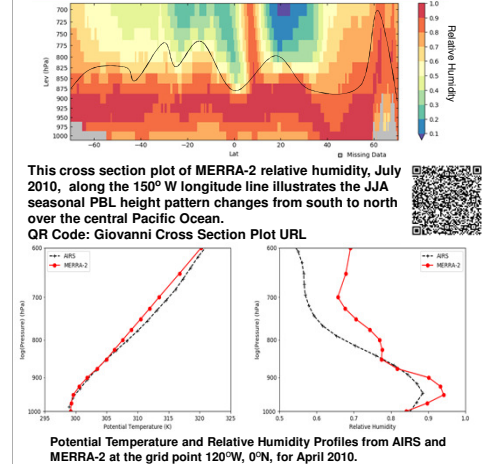 700
725
750
775
800
825
850
875
900
925
950
975
1000
Lev (hPa)
−60 −40 −20 0 20 40 60
Lat
Missing Data
1.0
0.9
0.8
0.7
0.6
0.5
0.4
0.3
0.2
0.1
Relative Humidity
This cross section plot of MERRA-2 relative humidity, July
2010, along the 150° W longitude line illustrates the JJA
seasonal PBL height pattern changes from south to north
over the central Pacific Ocean.
QR Code: Giovanni Cross Section Plot URL
AIRS
MERRA-2
600
700
800
900
1000
log(Pressure) (hPa)
295 300 305 310 315 320 325
Potential Temperature (K)
AIRS
MERRA-2
600
700
800
900
1000
log(Pressure) (hPa)
0.5 0.6 0.7 0.8 0.9 1.0
Relative Humidity
Potential Temperature and Relative Humidity Profiles from AIRS and
MERRA-2 at the grid point 120°W, 0°N, for April 2010.